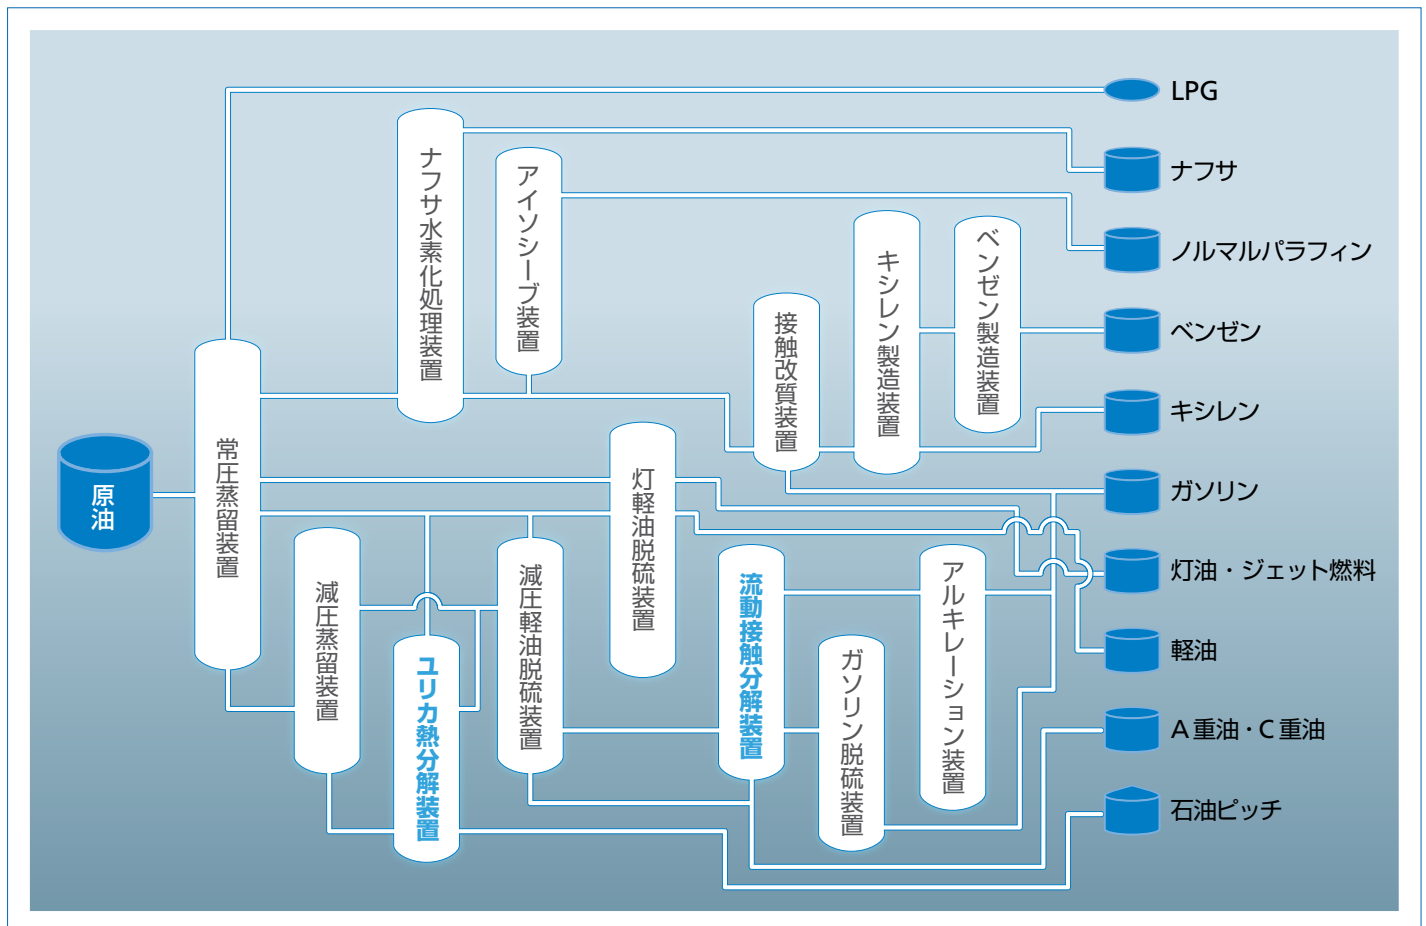 LPG
ナフサ
ノルマルパラフィン
ベンゼン
キシレン
ガソリン
灯油・ジェット燃料
軽油
A重油・C重油
石油ピッチ
原油
常圧蒸留装置
減圧蒸留装置
ナフサ水素化処理装置
ユリカ熱分解装置
アイソシーブ装置
減圧軽油脱硫装置
灯軽油脱硫装置
流動接触分解装置
接触改質装置
ガソリン脱硫装置
キシレン製造装置
アルキレーション装置
ベンゼン製造装置